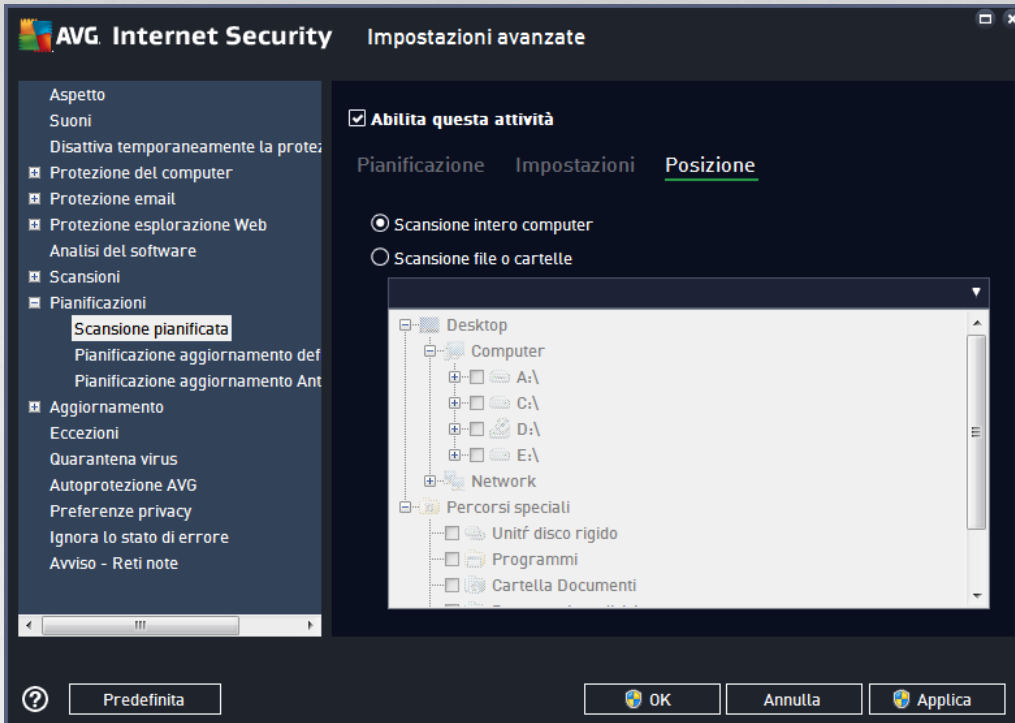 AVG. Internet Security Impostazioni avanzate
Aspetto
Suoni
Disattiva temporaneamente la protez
Protezione del computer
Protezione email
Protezione esplorazione Web
Analisi del software
Scansioni
Pianificazioni
Scansione pianificata
Pianificazione aggiornamento def
Pianificazione aggiornamento Ant
Aggiornamento
Eccezioni
Quarantena virus
Autoprotezione AVG
Preferenze privacy
Ignora lo stato di errore
Avviso - Reti note
Abilita questa attività
Pianificazione Impostazioni Posizione
Scansione intero computer
Scansione file o cartelle
Desktop
Computer
A:\
C:\
D:\
E:\
Network
Percorsi speciali
Unitŕ disco rigido
Programmi
Cartella Documenti
Predefinita OK Annulla Applica